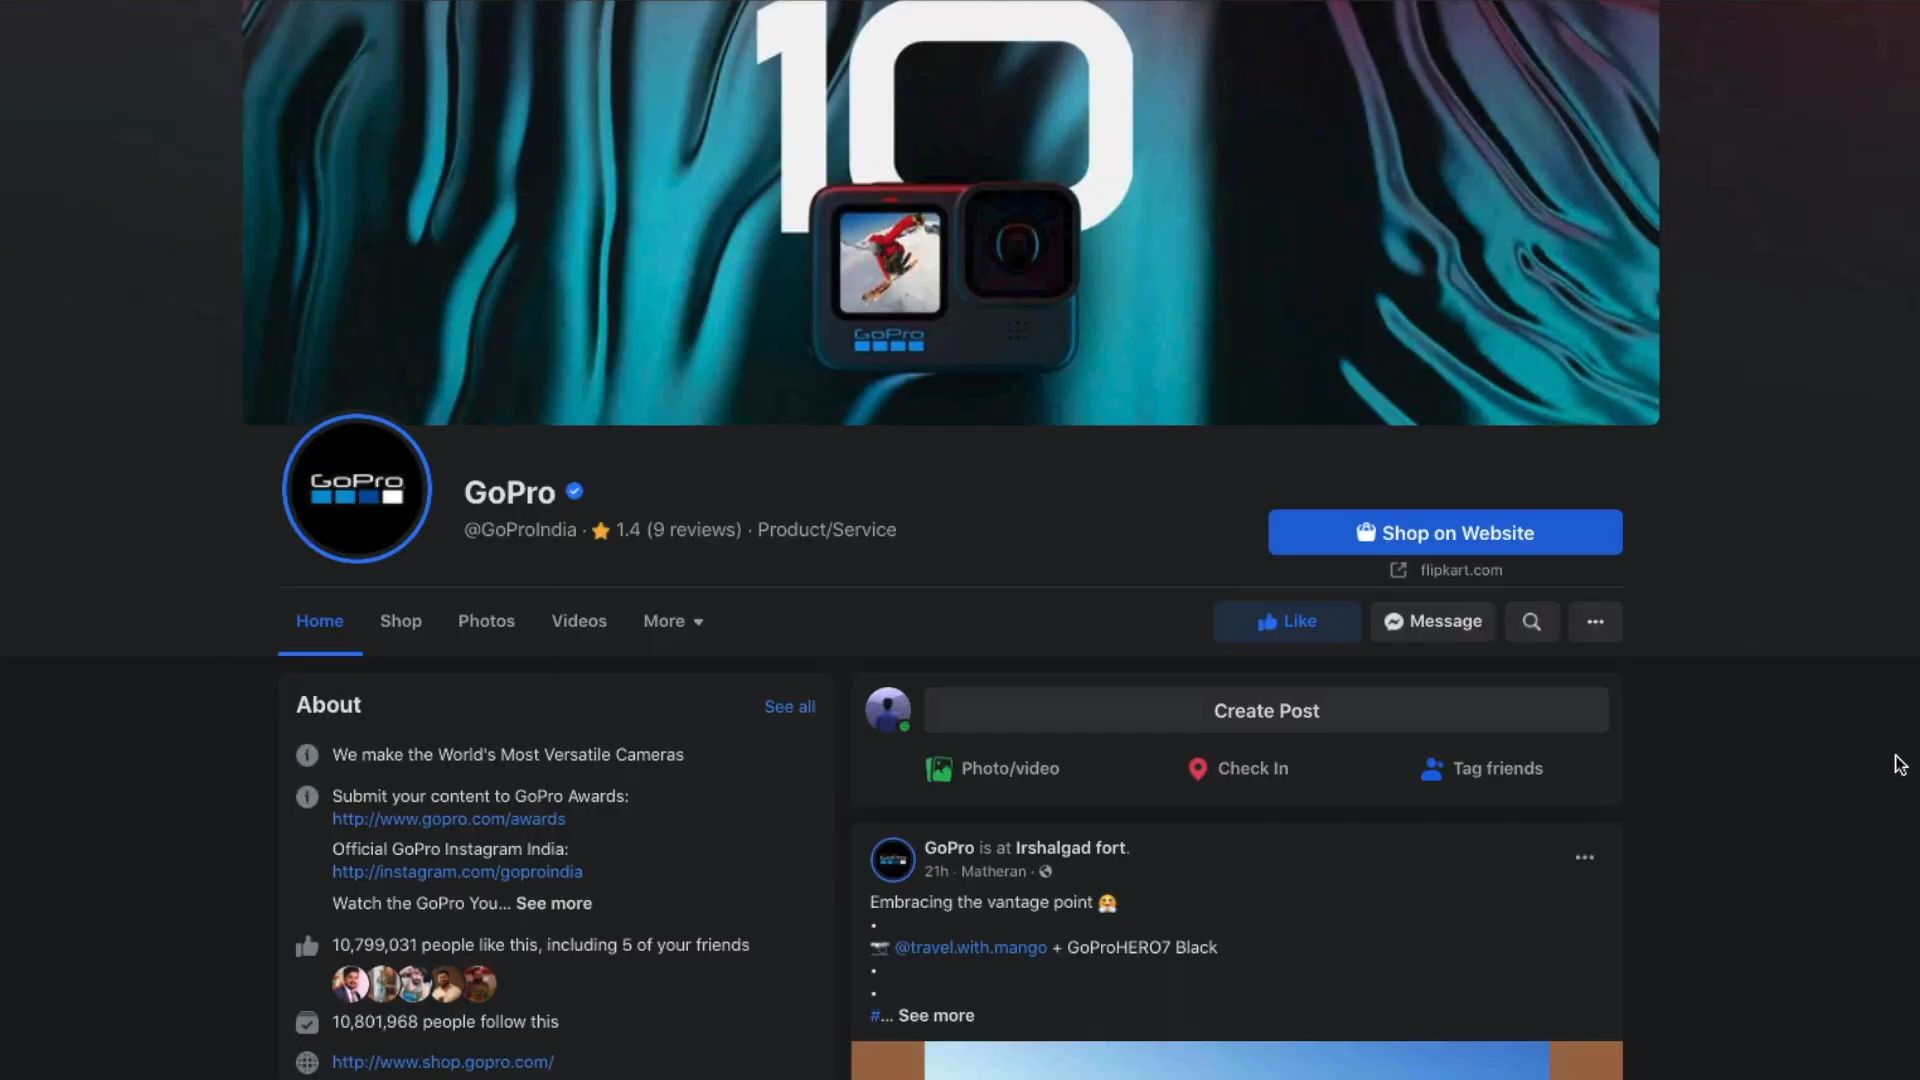 10
GoPro
GoPro
GoPro
@GoProIndia · 1.4 (9 reviews) · Product/Service
Shop on Website
flipkart.com
Home
Shop
Photos
Videos
More
Like
Message
About
See all
We make the World's Most Versatile Cameras
Submit your content to GoPro Awards:
http://www.gopro.com/awards
Official GoPro Instagram India:
http://instagram.com/goproindia
Watch the GoPro You... See more
10,799,031 people like this, including 5 of your friends
10,801,968 people follow this
http://www.shop.gopro.com/
Create Post
Photo/video
Check In
Tag friends
GoPro
GoPro is at Irshalgad fort.
21h · Matheran ·
Embracing the vantage point 🤗
.
@travel.with.mango + GoProHERO7 Black
.
.
#... See more